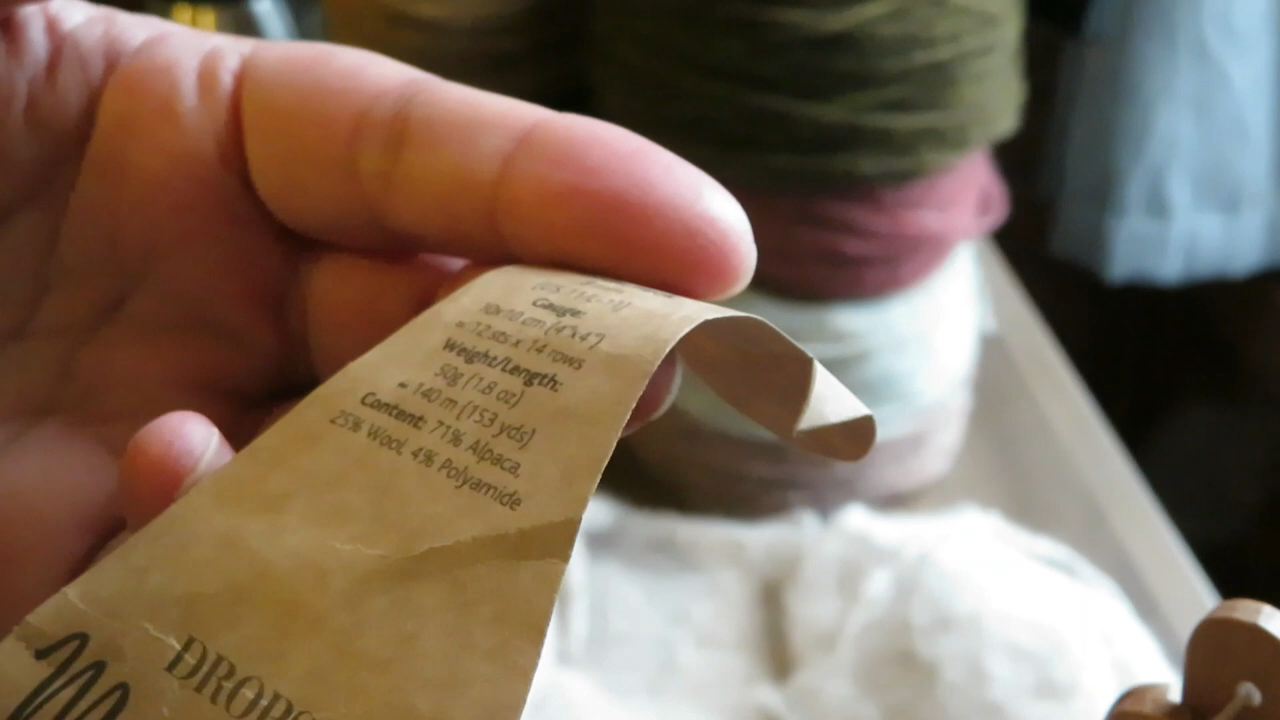 Gauge:
10x10 cm (4"x4")
= 12 sts x 14 rows
Weight/Length:
50g (1.8 oz)
= 140 m (153 yds)
Content: 71% Alpaca,
25% Wool, 4% Polyamide
DROPS